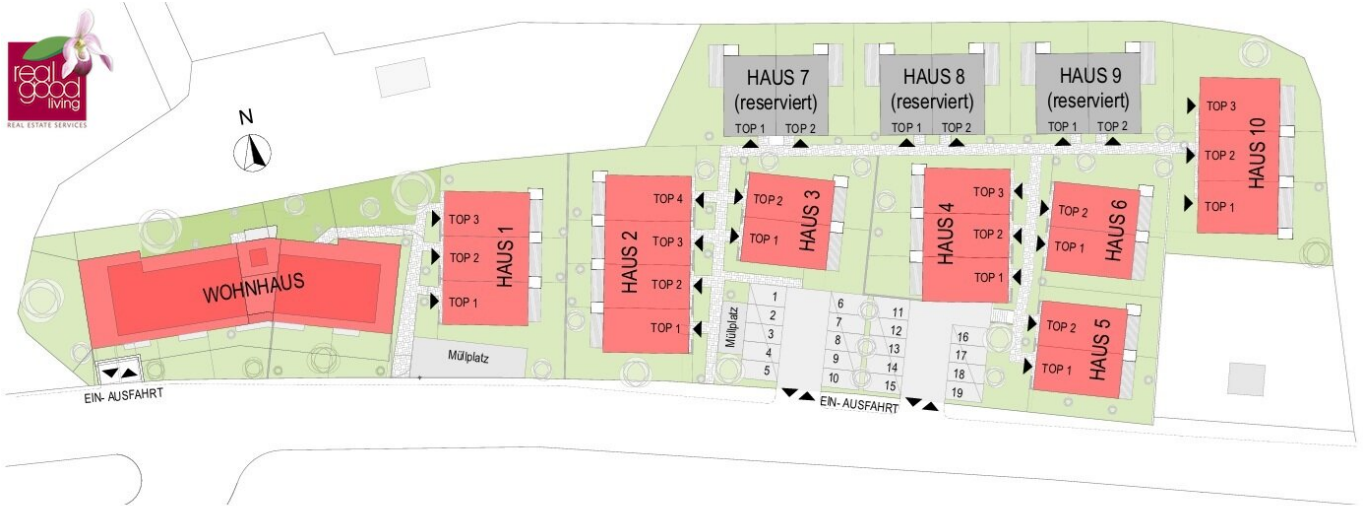 real
good
living
REAL ESTATE SERVICES
N
WOHNHAUS
EIN- AUSFAHRT
HAUS 1
TOP 3
TOP 2
TOP 1
Müllplatz
HAUS 2
TOP 4
TOP 3
TOP 2
TOP 1
HAUS 3
TOP 2
TOP 1
Müllplatz
1
2
3
4
5
6
7
8
9
10
11
12
13
14
15
16
17
18
19
EIN- AUSFAHRT
HAUS 4
TOP 3
TOP 2
TOP 1
HAUS 5
TOP 2
TOP 1
HAUS 6
TOP 2
TOP 1
HAUS 7
(reserviert)
TOP 1 TOP 2
HAUS 8
(reserviert)
TOP 1 TOP 2
HAUS 9
(reserviert)
TOP 1 TOP 2
HAUS 10
TOP 3
TOP 2
TOP 1